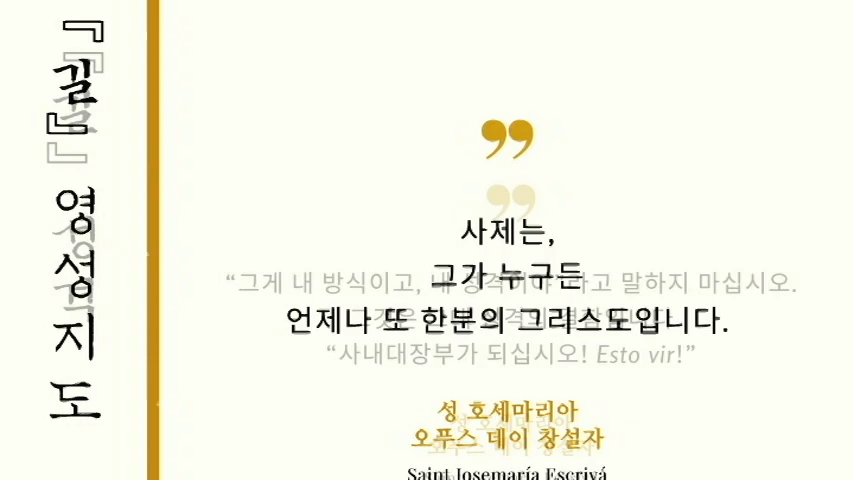 『길』 영성지도
사제는,
그가 누구든
언제나 또 한분의 그리스도입니다.
“그게 내 방식이고, 내 성격이야”라고 말하지 마십시오.
“사내대장부가 되십시오! Esto vir!”
성 호세마리아
오푸스 데이 창설자
Saint Josemaría Escrivá